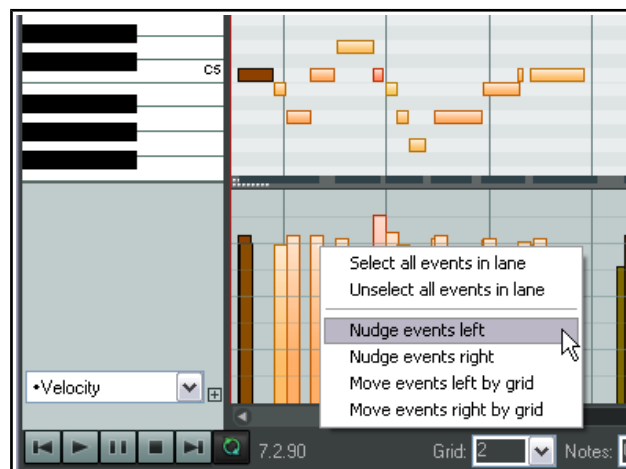 C5
Select all events in lane
Unselect all events in lane
Nudge events left
Nudge events right
Move events left by grid
Move events right by grid
•Velocity
7.2.90 Grid: 2 Notes: